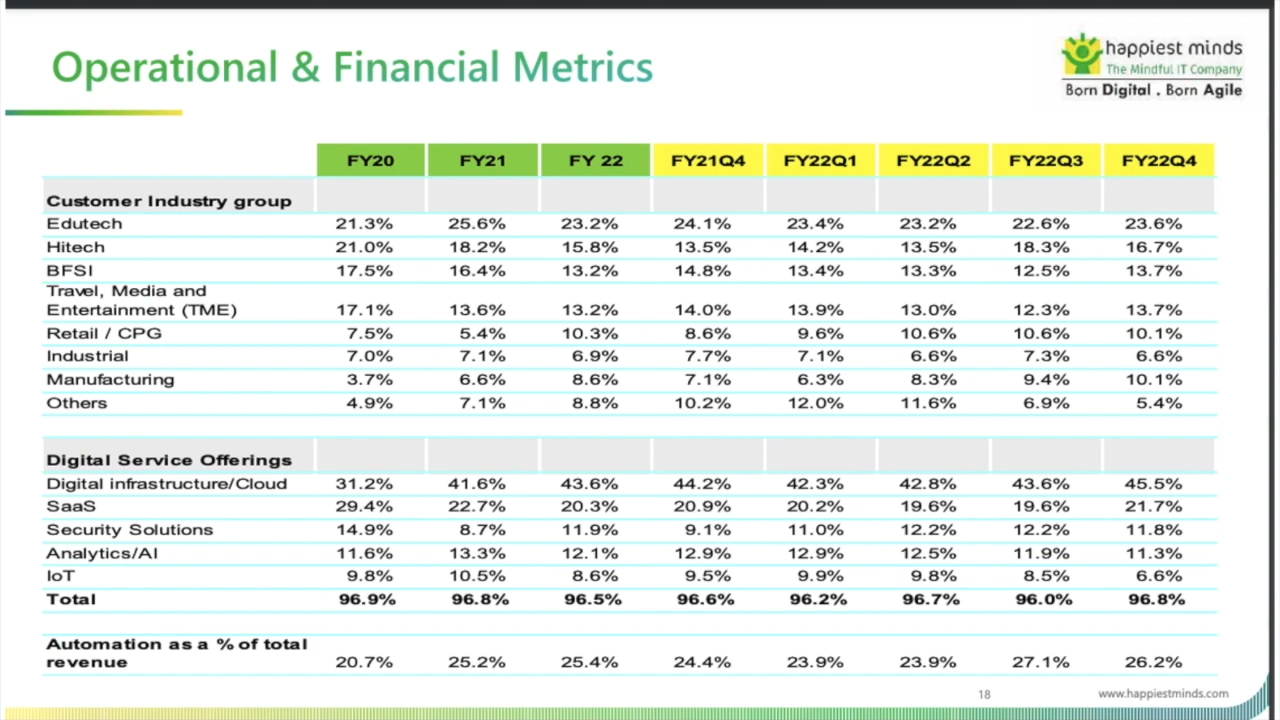 Operational & Financial Metrics
happiest minds
The Mindful IT Company
Born Digital . Born Agile
FY20 FY21 FY 22 FY21Q4 FY22Q1 FY22Q2 FY22Q3 FY22Q4
Customer Industry group
Edutech 21.3% 25.6% 23.2% 24.1% 23.4% 23.2% 22.6% 23.6%
Hitech 21.0% 18.2% 15.8% 13.5% 14.2% 13.5% 18.3% 16.7%
BFSI 17.5% 16.4% 13.2% 14.8% 13.4% 13.3% 12.5% 13.7%
Travel, Media and
Entertainment (TME) 17.1% 13.6% 13.2% 14.0% 13.9% 13.0% 12.3% 13.7%
Retail / CPG 7.5% 5.4% 10.3% 8.6% 9.6% 10.6% 10.6% 10.1%
Industrial 7.0% 7.1% 6.9% 7.7% 7.1% 6.6% 7.3% 6.6%
Manufacturing 3.7% 6.6% 8.6% 7.1% 6.3% 8.3% 9.4% 10.1%
Others 4.9% 7.1% 8.8% 10.2% 12.0% 11.6% 6.9% 5.4%
Digital Service Offerings
Digital infrastructure/Cloud 31.2% 41.6% 43.6% 44.2% 42.3% 42.8% 43.6% 45.5%
SaaS 29.4% 22.7% 20.3% 20.9% 20.2% 19.6% 19.6% 21.7%
Security Solutions 14.9% 8.7% 11.9% 9.1% 11.0% 12.2% 12.2% 11.8%
Analytics/AI 11.6% 13.3% 12.1% 12.9% 12.9% 12.5% 11.9% 11.3%
IoT 9.8% 10.5% 8.6% 9.5% 9.9% 9.8% 8.5% 6.6%
Total 96.9% 96.8% 96.5% 96.6% 96.2% 96.7% 96.0% 96.8%
Automation as a % of total
revenue 20.7% 25.2% 25.4% 24.4% 23.9% 23.9% 27.1% 26.2%
18 www.happiestminds.com